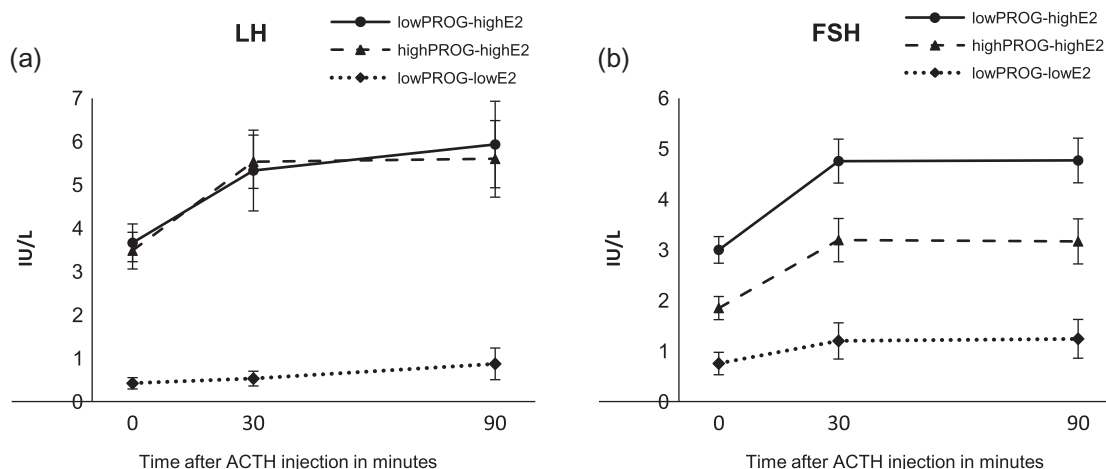 (a)
LH
lowPROG-highE2
highPROG-highE2
lowPROG-lowE2
IU/L
7
6
5
4
3
2
1
0
0 30 90
Time after ACTH injection in minutes
(b)
FSH
lowPROG-highE2
highPROG-highE2
lowPROG-lowE2
IU/L
6
5
4
3
2
1
0
0 30 90
Time after ACTH injection in minutes